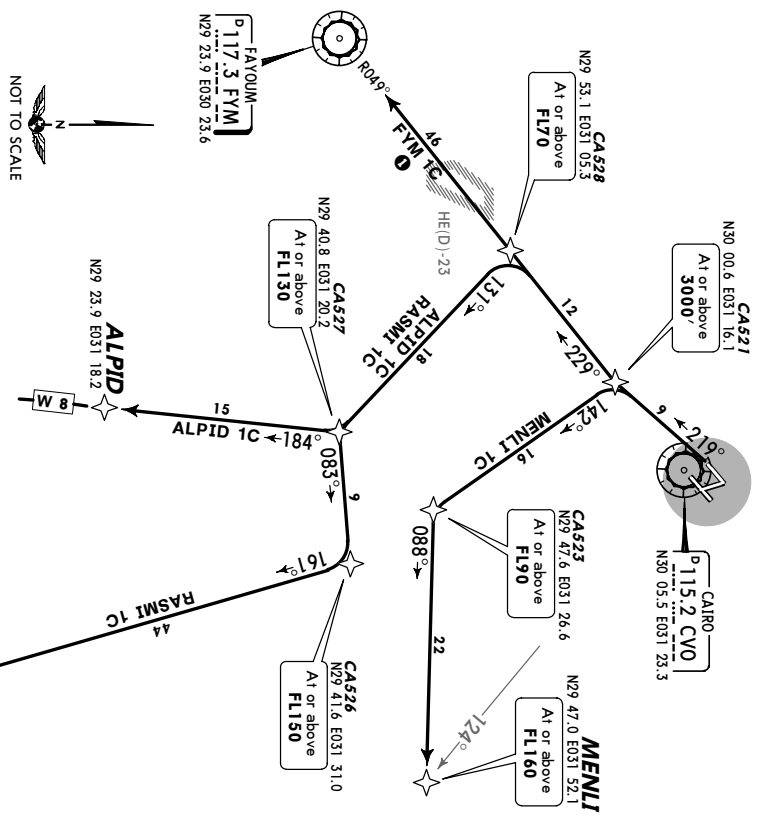 CAIRO
D 115.2 CVO
N30 05.5 E031 23.3
219°
9
CA521
N30 00.6 E031 16.1
At or above
3000'
229°
12
142°
MENLI 1C
16
CA528
N29 53.1 E031 05.3
At or above
FL70
HE(D)-23
46
FYM 1C
1
R049°
FAYOUM
D 117.3 FYM
N29 23.9 E030 23.6
131°
ALPID 1C
RASMI 1C
18
CA523
N29 47.6 E031 26.6
At or above
FL90
088°
22
124°
MENLI
N29 47.0 E031 52.1
At or above
FL160
CA527
N29 40.8 E031 20.2
At or above
FL130
083°
9
184°
ALPID 1C
15
CA526
N29 41.6 E031 31.0
At or above
FL150
161°
RASMI 1C
44
ALPID
N29 23.9 E031 18.2
W 8
N
NOT TO SCALE